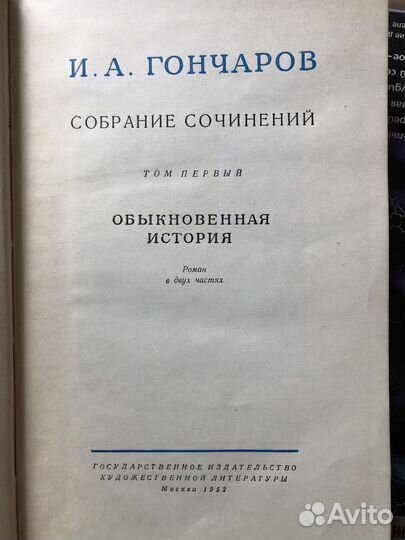 И. А. ГОНЧАРОВ
СОБРАНИЕ СОЧИНЕНИЙ
ТОМ ПЕРВЫЙ
ОБЫКНОВЕННАЯ
ИСТОРИЯ
Роман
в двух частях
ГОСУДАРСТВЕННОЕ ИЗДАТЕЛЬСТВО
ХУДОЖЕСТВЕННОЙ ЛИТЕРАТУРЫ
Москва 1952
Avito